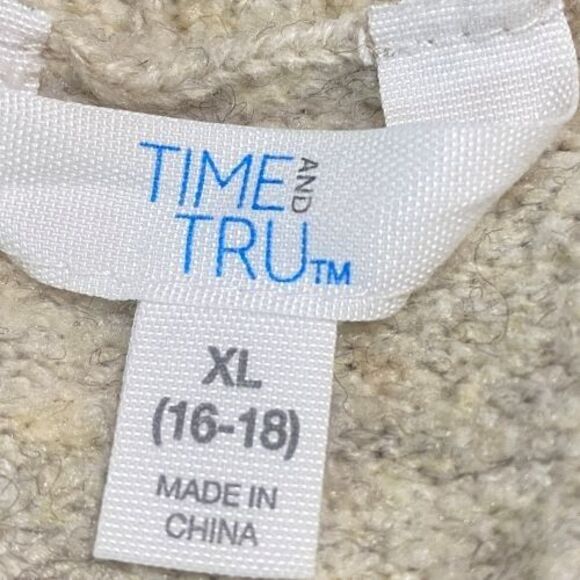 TIME AND
TRU™
XL
(16-18)
MADE IN
CHINA